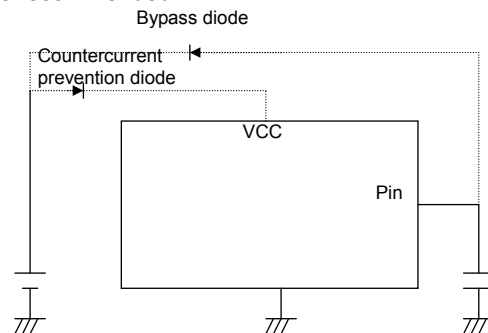 Bypass diode
Countercurrent
prevention diode
VCC
Pin